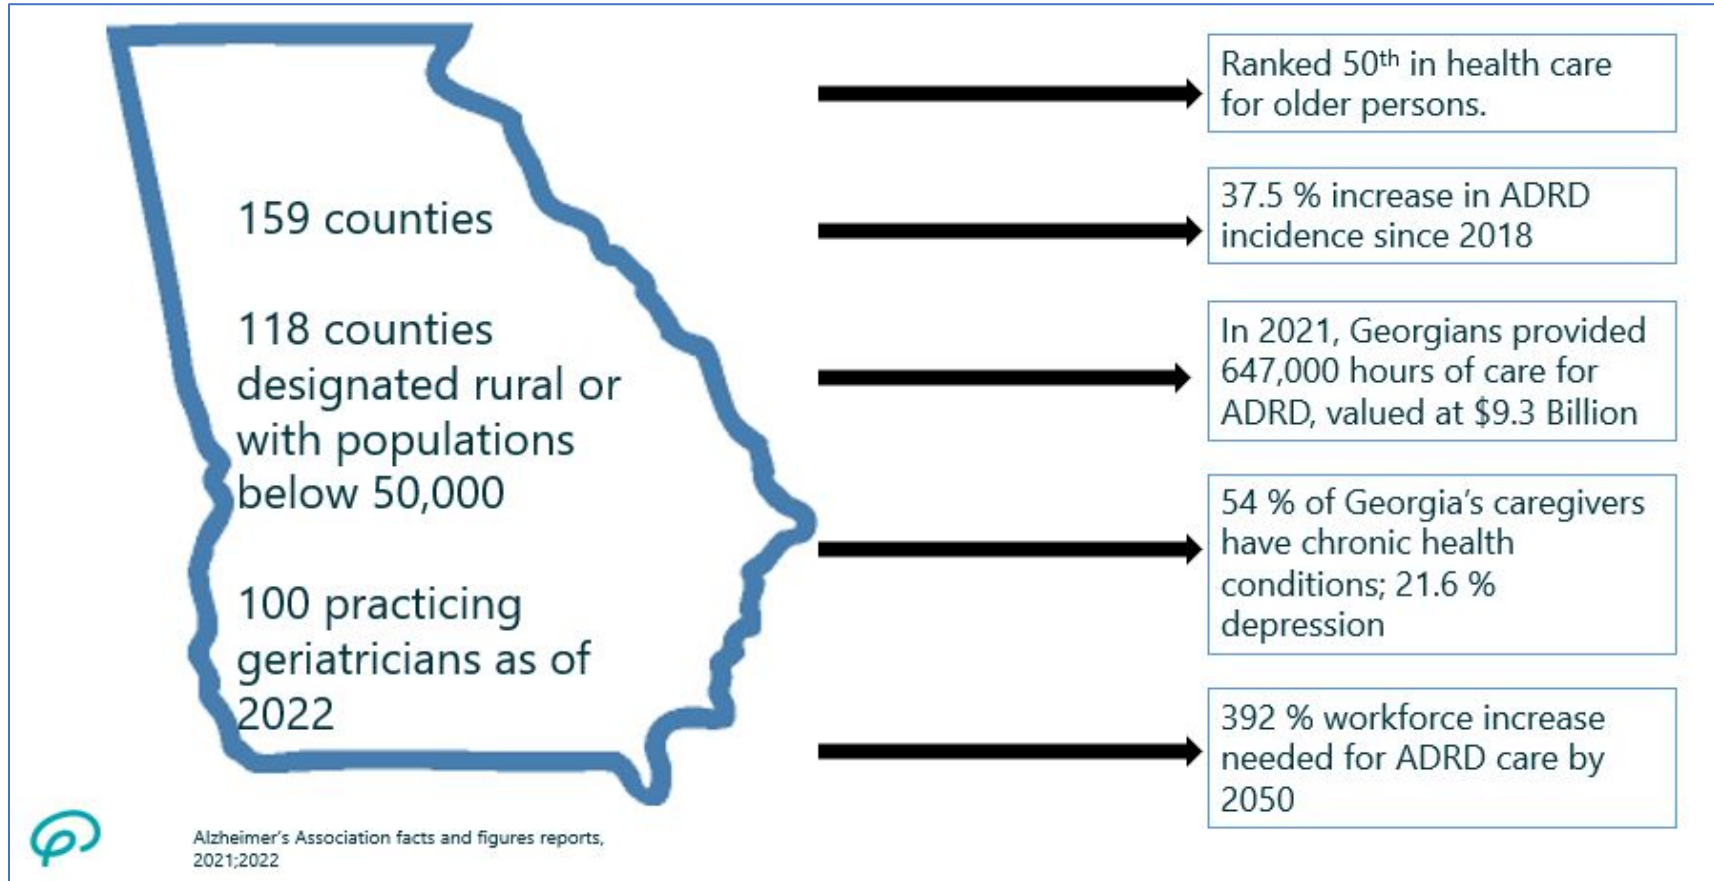 159 counties
118 counties
designated rural or
with populations
below 50,000
100 practicing
geriatricians as of
2022
Ranked 50th in health care
for older persons.
37.5 % increase in ADRD
incidence since 2018
In 2021, Georgians provided
647,000 hours of care for
ADRD, valued at $9.3 Billion
54 % of Georgia’s caregivers
have chronic health
conditions; 21.6 %
depression
392 % workforce increase
needed for ADRD care by
2050
Alzheimer’s Association facts and figures reports,
2021;2022